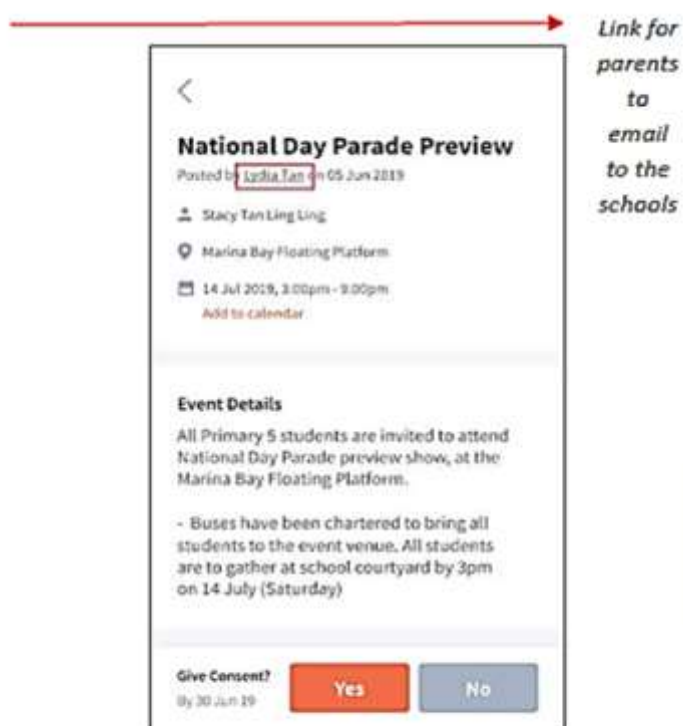 Link for
parents
to
email
to the
schools
National Day Parade Preview
Posted by Lydia Tan on 05 Jun 2019
Stacy Tan Ling Ling
Marina Bay Floating Platform
14 Jul 2019, 3:00pm - 9:00pm
Add to calendar
Event Details
All Primary 5 students are invited to attend
National Day Parade preview show, at the
Marina Bay Floating Platform.
- Buses have been chartered to bring all
students to the event venue. All students
are to gather at school courtyard by 3pm
on 14 July (Saturday)
Give Consent?
By 30 Jun 19
Yes
No